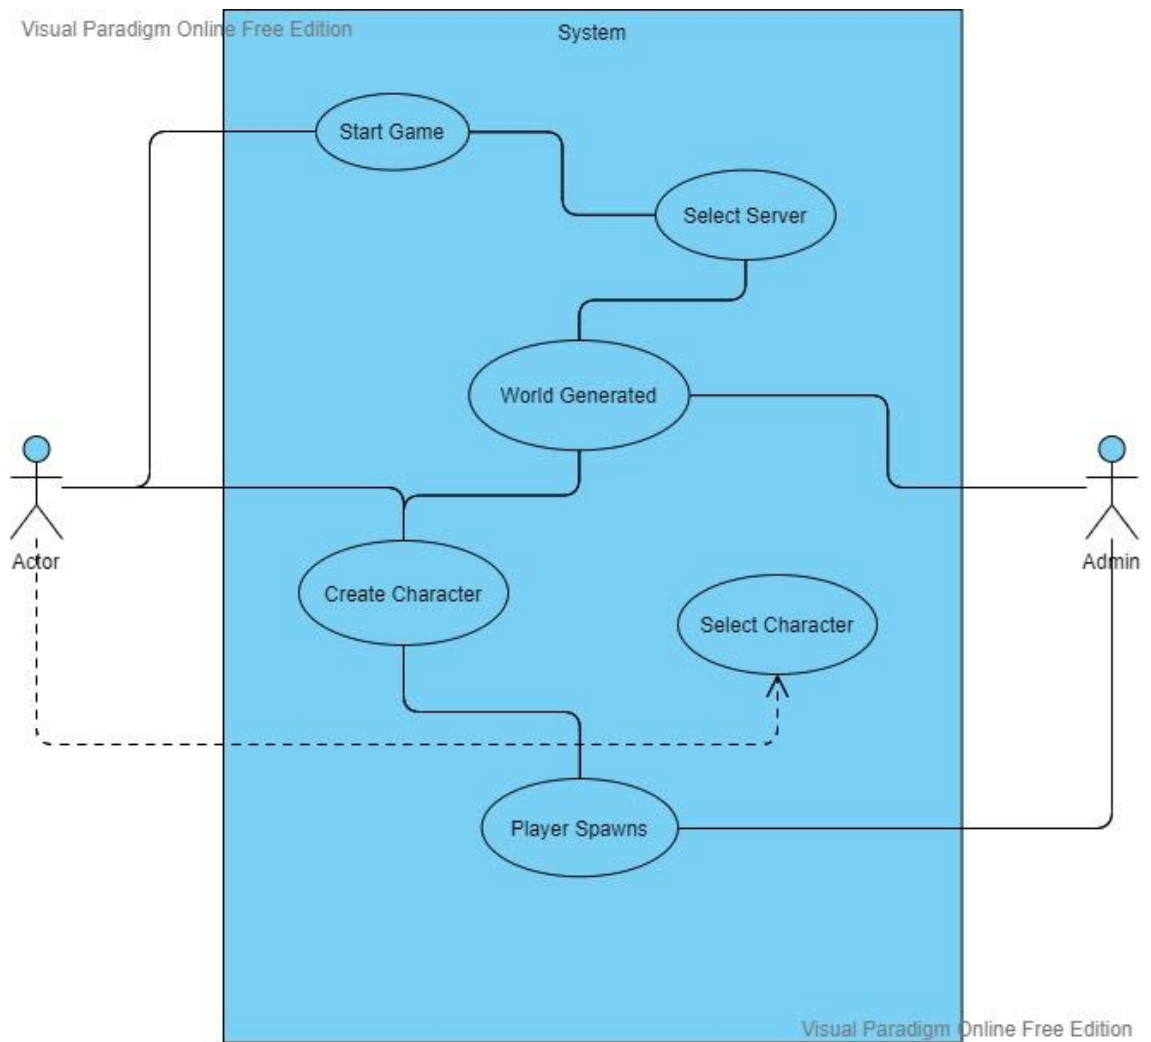 Visual Paradigm Online Free Edition
System
Start Game
Select Server
World Generated
Actor
Admin
Create Character
Select Character
Player Spawns
Visual Paradigm Online Free Edition